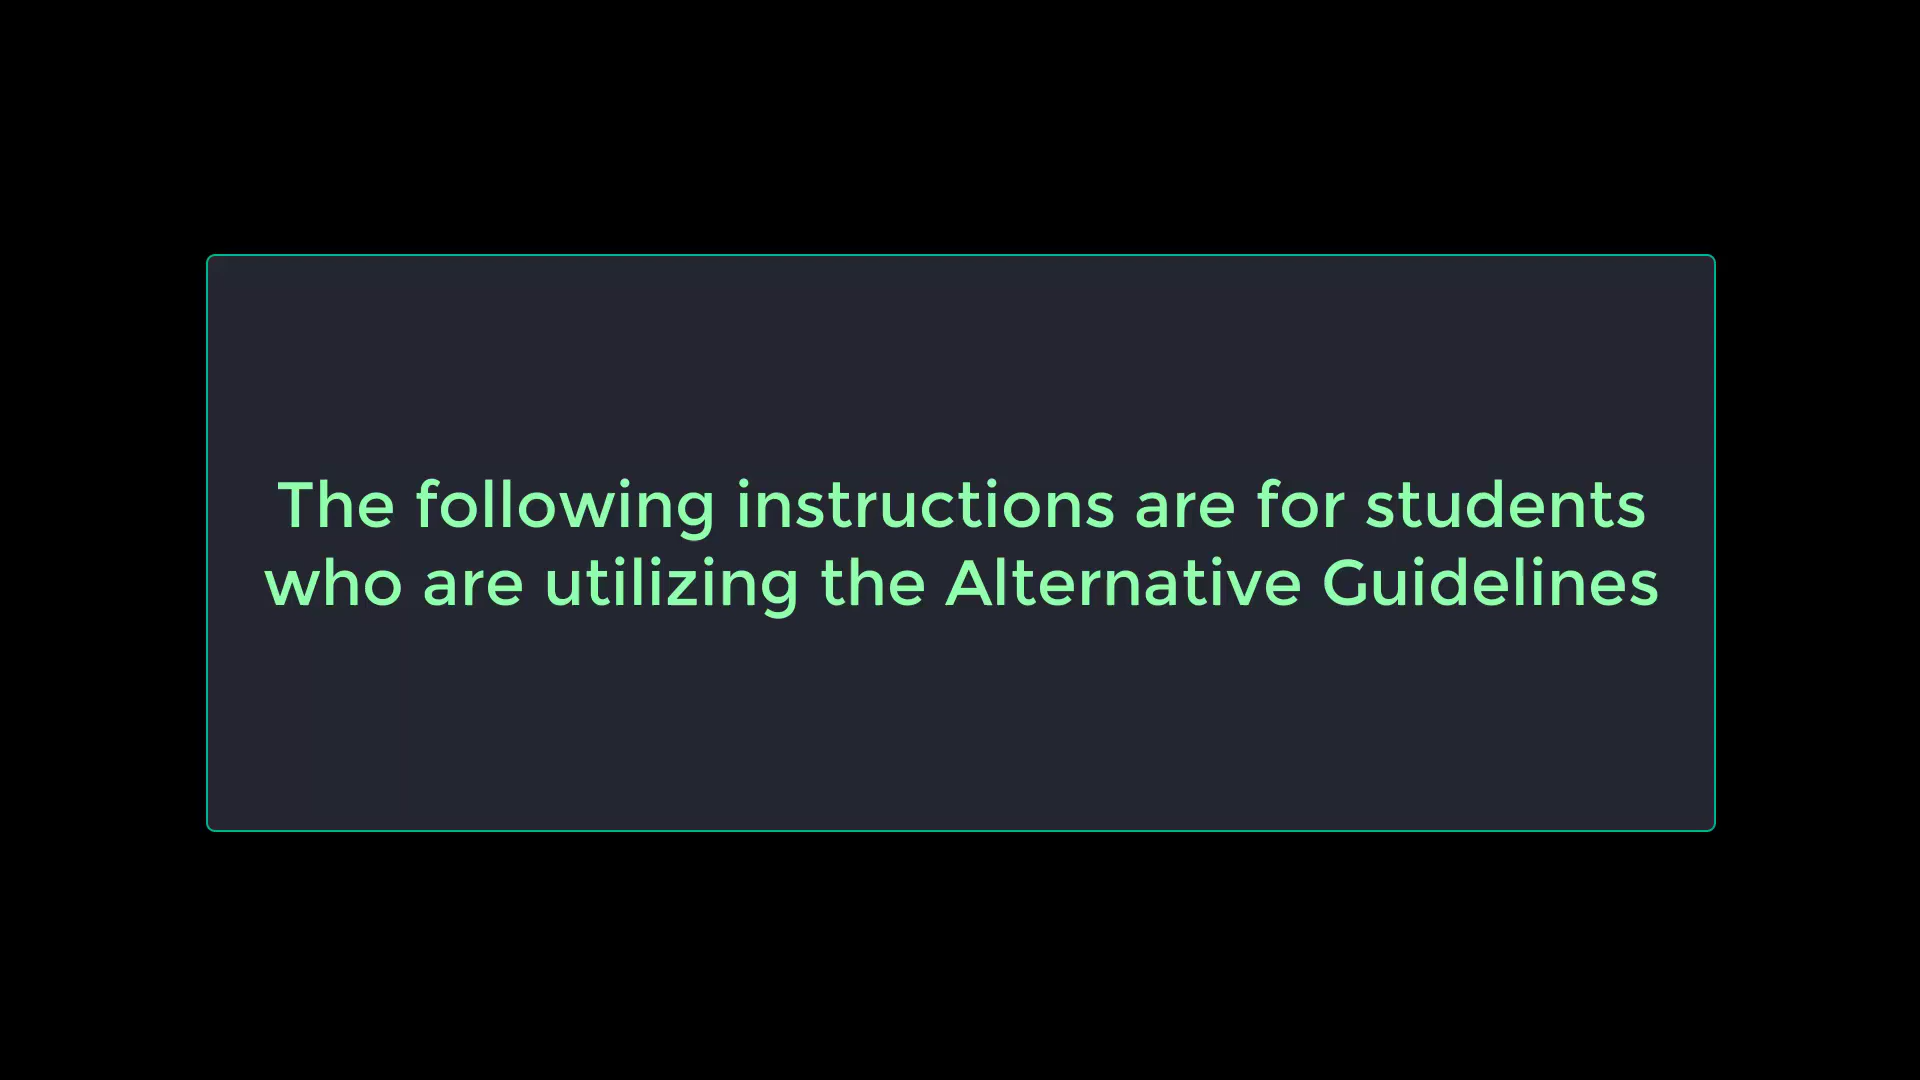 The following instructions are for students
who are utilizing the Alternative Guidelines